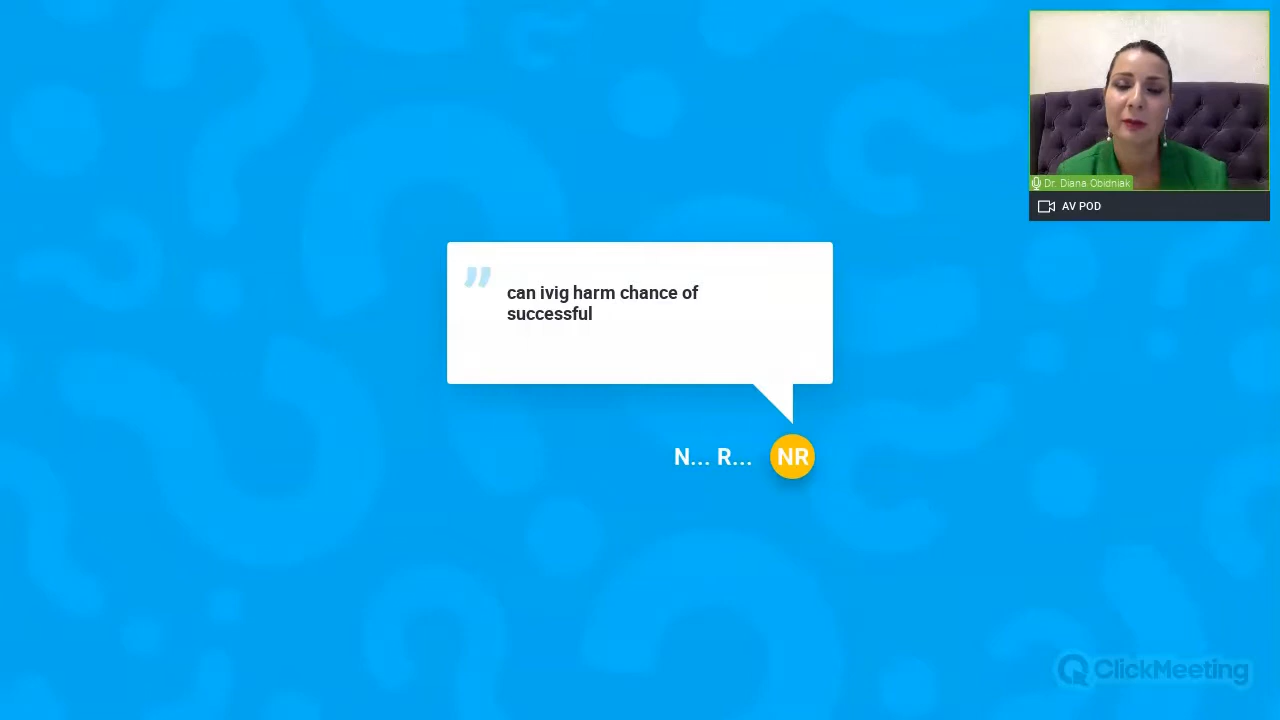 Dr. Diana Obidniak
AV POD
”
can ivig harm chance of
successful
N... R...
NR
ClickMeeting